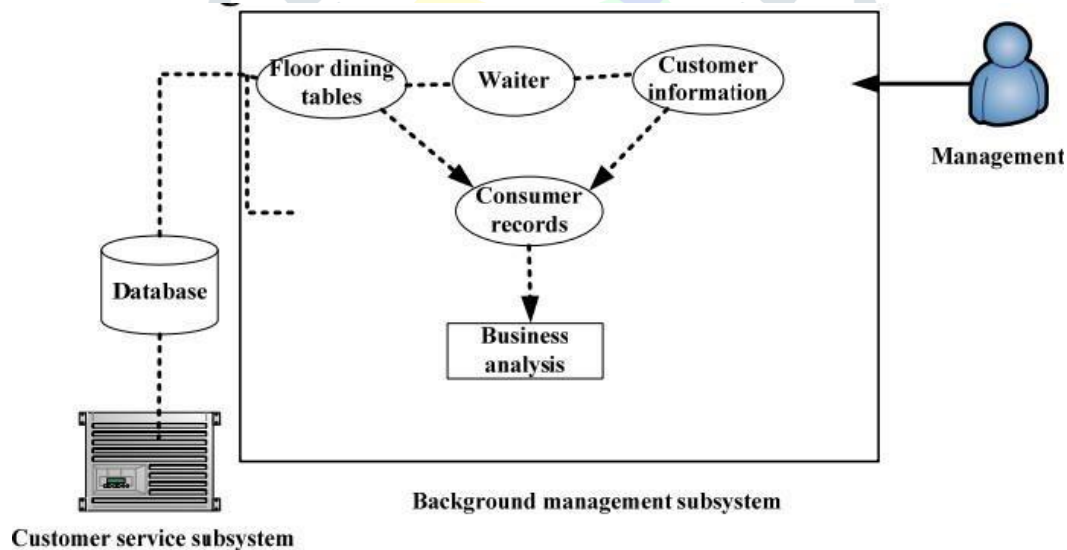 Floor dining
tables
Waiter
Customer
information
Management
Consumer
records
Database
Business
analysis
Background management subsystem
Customer service subsystem